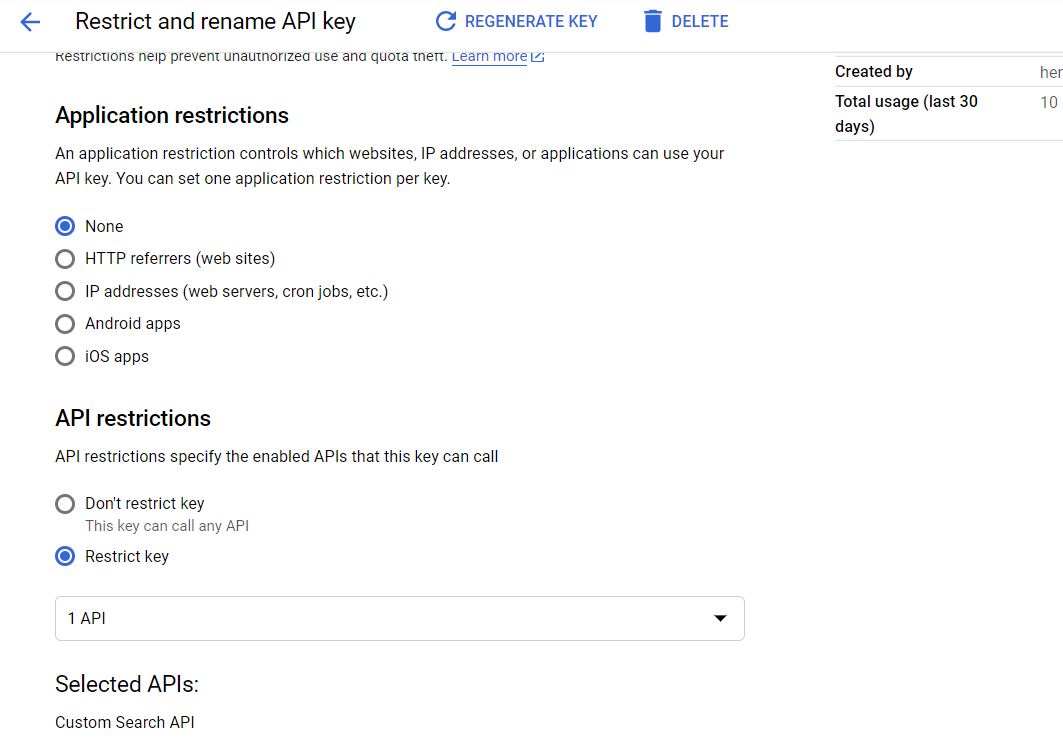 Restrict and rename API key
REGENERATE KEY
DELETE
Restrictions help prevent unauthorized use and quota theft. Learn more
Application restrictions
An application restriction controls which websites, IP addresses, or applications can use your
API key. You can set one application restriction per key.
None
HTTP referrers (web sites)
IP addresses (web servers, cron jobs, etc.)
Android apps
iOS apps
API restrictions
API restrictions specify the enabled APIs that this key can call
Don't restrict key
This key can call any API
Restrict key
1 API
Selected APIs:
Custom Search API
Created by
Total usage (last 30
days)
10